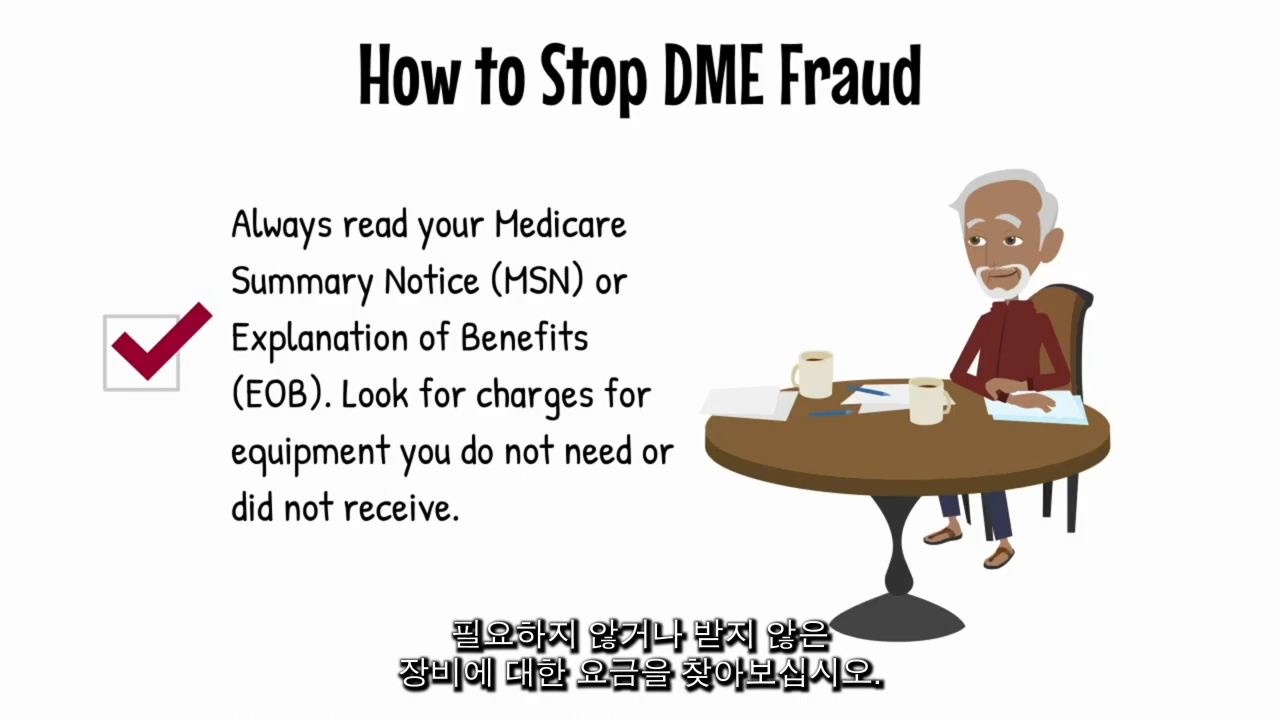 How to Stop DME Fraud
Always read your Medicare
Summary Notice (MSN) or
Explanation of Benefits
(EOB). Look for charges for
equipment you do not need or
did not receive.
필요하지 않거나 받지 않은
장비에 대한 요금을 찾아보십시오.